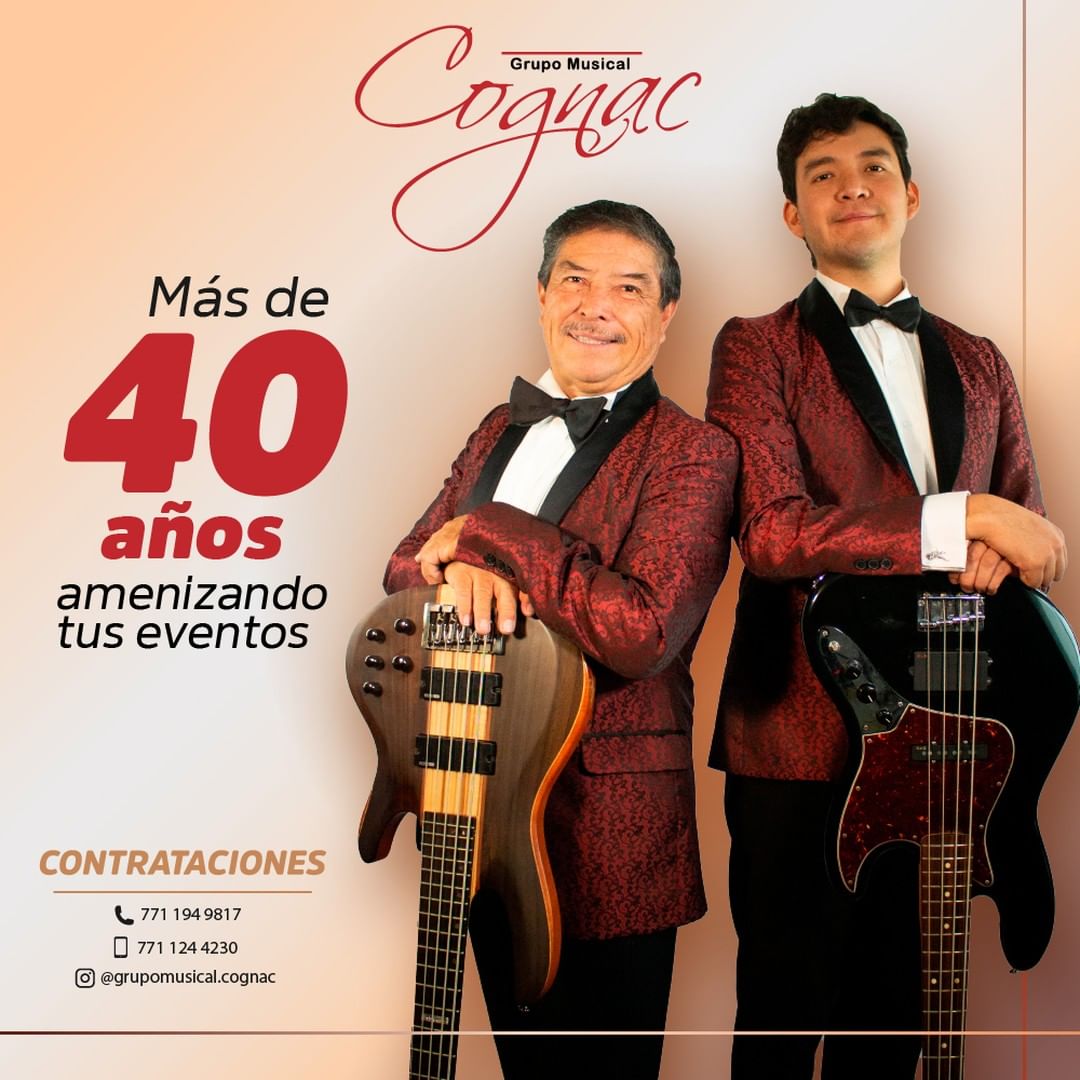 Grupo Musical
Cognac
Más de
40
años
amenizando
tus eventos
CONTRATACIONES
771 194 9817
771 124 4230
@grupomusical.cognac